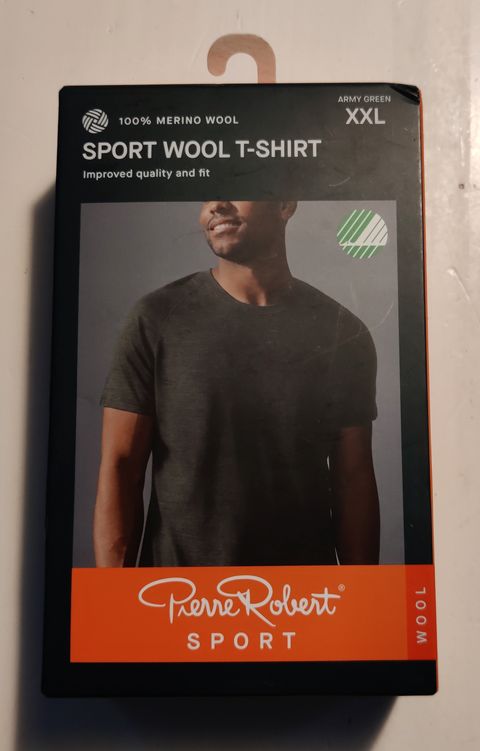 100% MERINO WOOL
ARMY GREEN
XXL
SPORT WOOL T-SHIRT
Improved quality and fit
Pierre Robert®
SPORT
WOOL